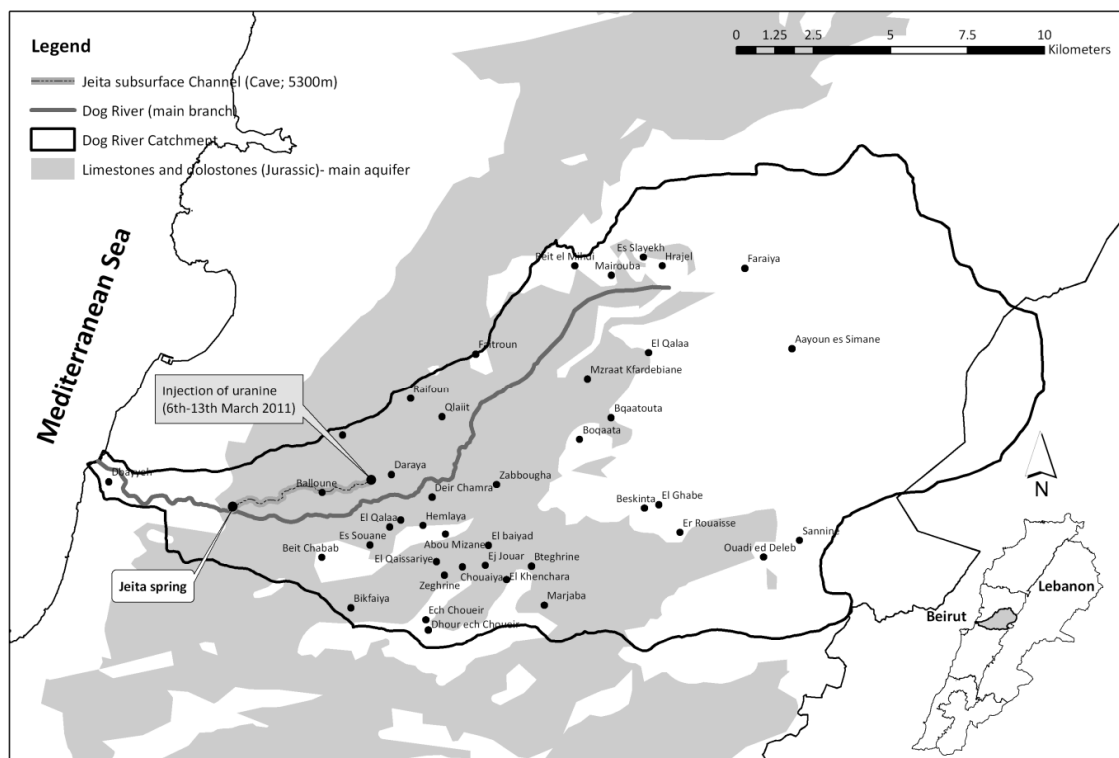 Legend
Jeita subsurface Channel (Cave; 5300m)
Dog River (main branch)
Dog River Catchment
Limestones and dolostones (Jurassic)- main aquifer
0 1.25 2.5 5 7.5 10
Kilometers
Mediterranean Sea
Es Slayekh
Beit el Mihdi
Hrajel
Mairouba
Faraiya
El Qalaa
Aayoun es Simane
Faitroun
Mzraat Kfardebiane
Injection of uranine
(6th-13th March 2011)
Raifoun
Qlaiit
Bqaatouta
Boqaata
Daraya
Dbayyeh
Balloune
Deir Chamra
Zabbougha
N
El Ghabe
Beskinta
El Qalaa
Hemlaya
Er Rouaisse
Es Souane
Abou Mizane
El baiyad
Sannine
Beit Chabab
El Qaissariye
Ej Jouar
Bteghrine
Ouadi ed Deleb
Jeita spring
Chouaiya
El Khenchara
Zeghrine
Lebanon
Bikfaiya
Ech Choueir
Marjaba
Beirut
Dhour ech Choueir